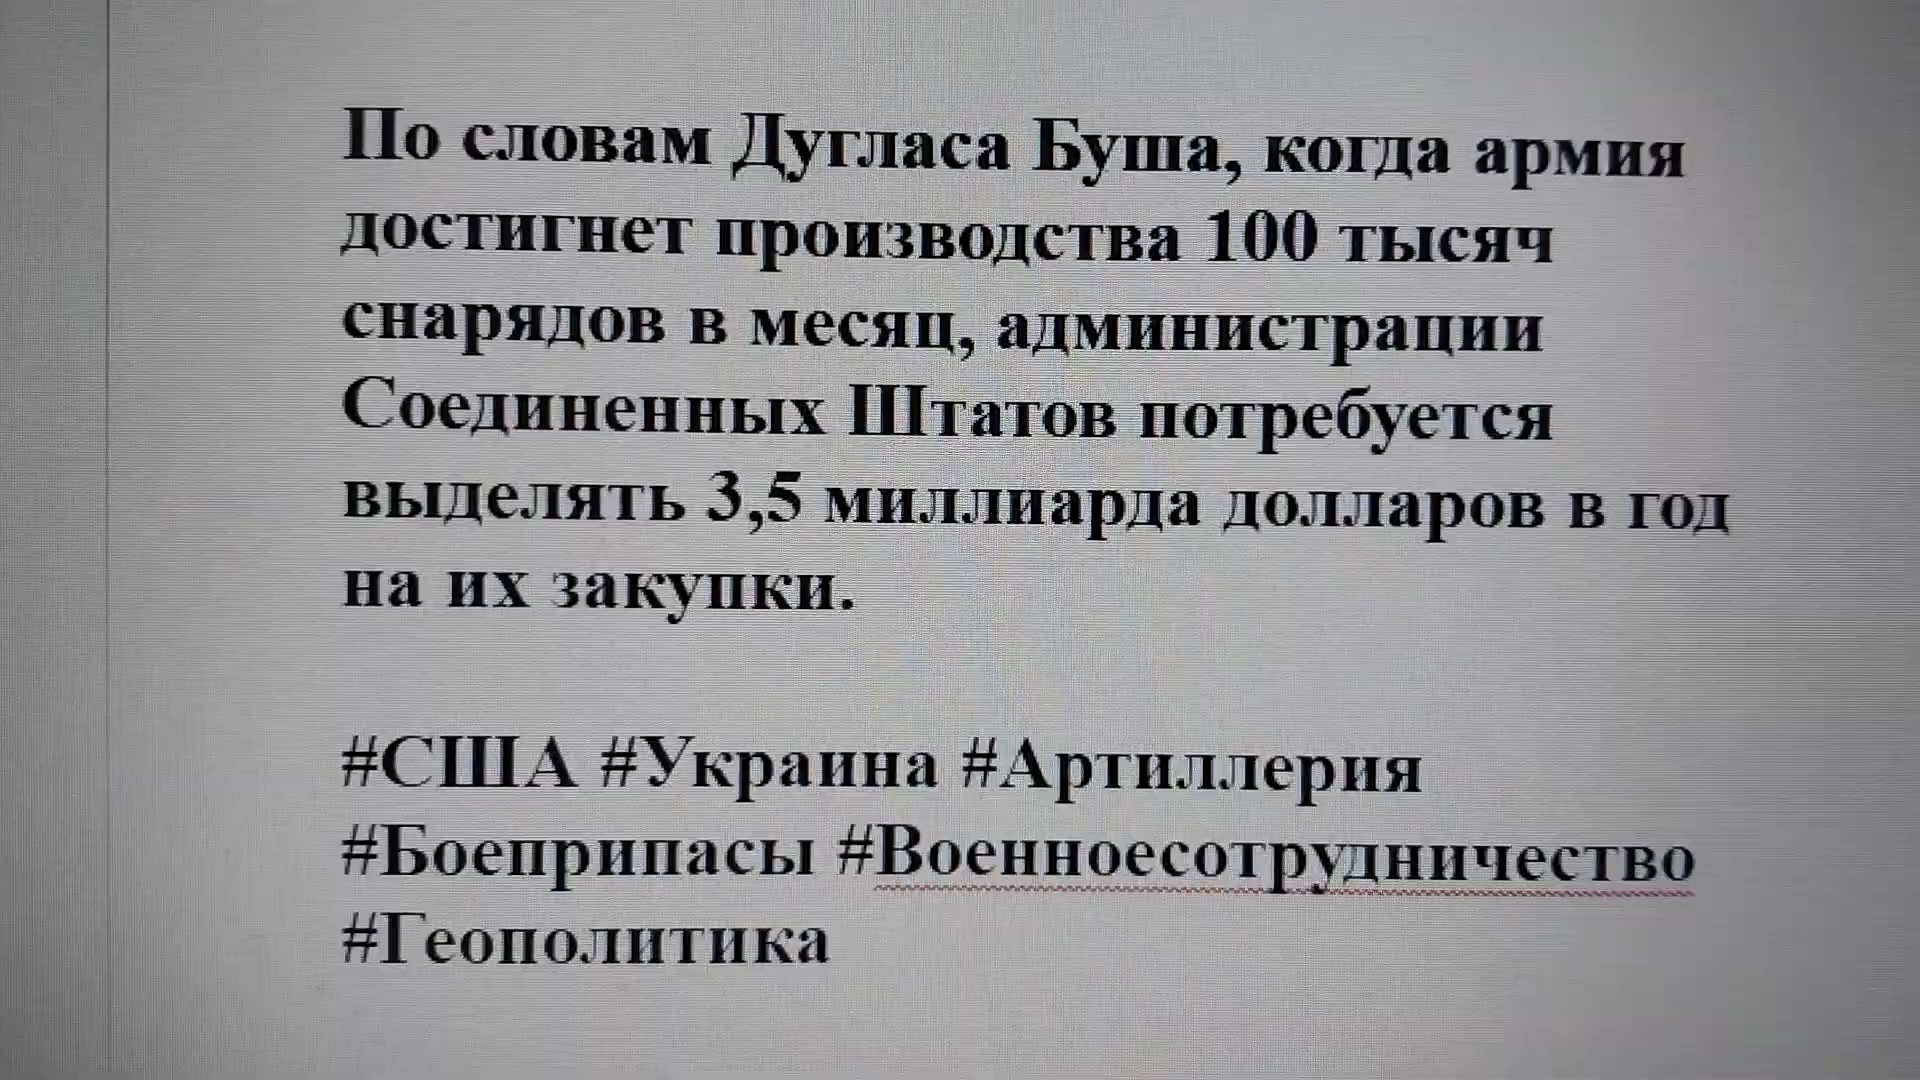 По словам Дугласа Буша, когда армия
достигнет производства 100 тысяч
снарядов в месяц, администрации
Соединенных Штатов потребуется
выделять 3,5 миллиарда долларов в год
на их закупки.
#США #Украина #Артиллерия
#Боеприпасы #Военноесотрудничество
#Геополитика